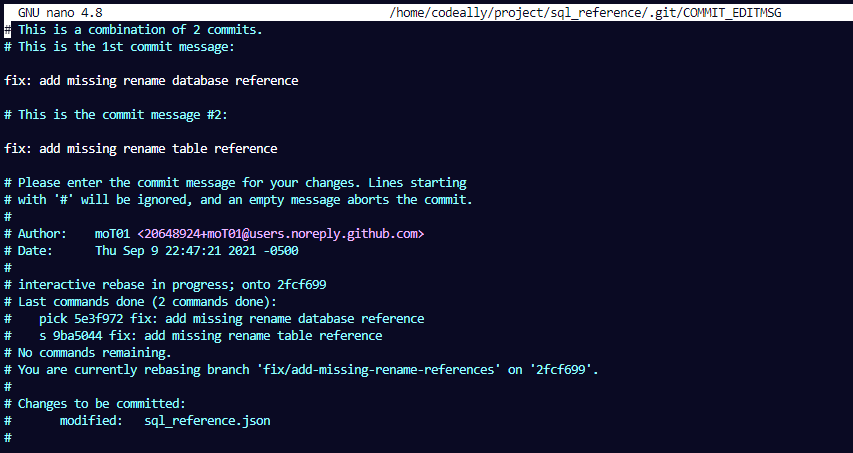 GNU nano 4.8 /home/codeally/project/sql_reference/.git/COMMIT_EDITMSG
# This is a combination of 2 commits.
# This is the 1st commit message:
fix: add missing rename database reference
# This is the commit message #2:
fix: add missing rename table reference
# Please enter the commit message for your changes. Lines starting
# with '#' will be ignored, and an empty message aborts the commit.
#
# Author:    moT01 <20648924+moT01@users.noreply.github.com>
# Date:      Thu Sep 9 22:47:21 2021 -0500
#
# interactive rebase in progress; onto 2fcf699
# Last commands done (2 commands done):
#    pick 5e3f972 fix: add missing rename database reference
#    s 9ba5044 fix: add missing rename table reference
# No commands remaining.
# You are currently rebasing branch 'fix/add-missing-rename-references' on '2fcf699'.
#
# Changes to be committed:
#       modified:   sql_reference.json
#